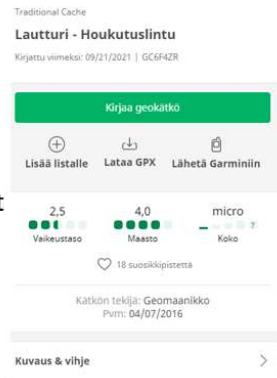 Traditional Cache
Lautturi - Houkutuslintu
Kirjattu viimeksi: 09/21/2021 | GC6F4ZR
Kirjaa geokätkö
Lisää listalle Lataa GPX Lähetä Garminiin
t
2,5 4,0 micro
?
Vaikeustaso Maasto Koko
18 suosikkipistettä
Kätkön tekijä: Geomaanikko
Pvm: 04/07/2016
Kuvaus & vihje